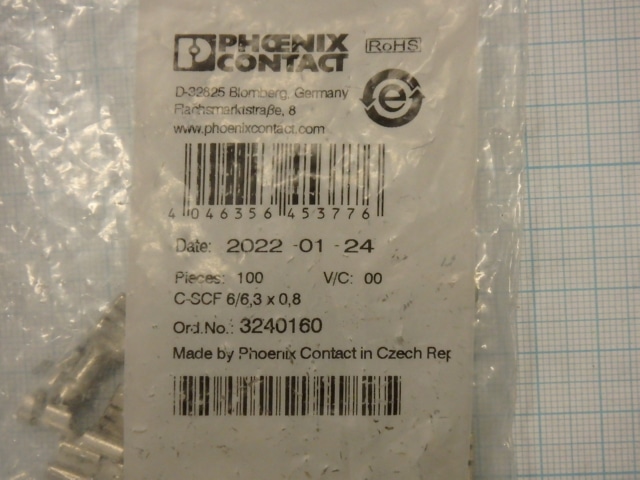 PHŒNIX
CONTACT
RoHS
D-32825 Blomberg, Germany
Flachsmarktstraße, 8
www.phoenixcontact.com
e
4 046356 453776
Date: 2022 -01 -24
Pieces: 100 V/C: 00
C-SCF 6/6,3 x 0,8
Ord.No.: 3240160
Made by Phoenix Contact in Czech Rep